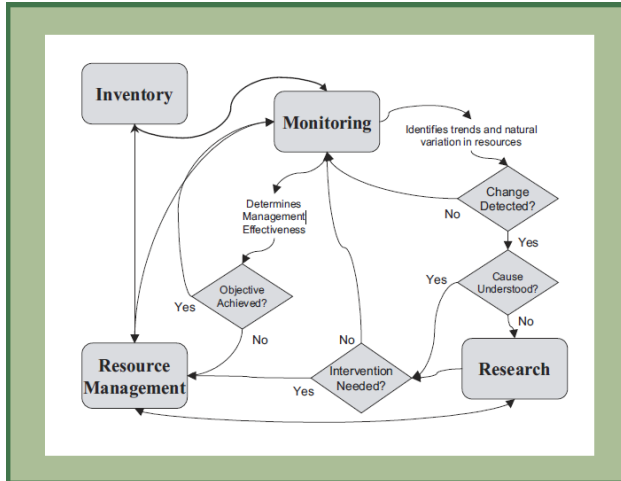 Inventory
Monitoring
Identifies trends and natural
variation in resources
Change
Detected?
No
Yes
Determines
Management
Effectiveness
Cause
Understood?
Yes
No
Objective
Achieved?
Yes
No
No
Intervention
Needed?
Yes
Resource
Management
Research